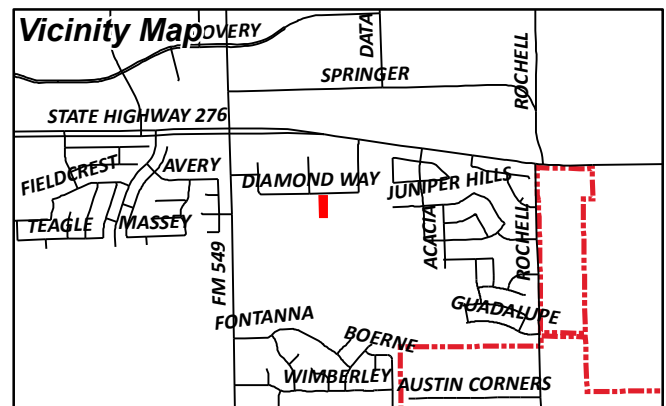 Vicinity Map
OVERY
DATA
SPRINGER
ROCHELL
STATE HIGHWAY 276
FIELDCREST
AVERY
DIAMOND WAY
JUNIPER HILLS
TEAGLE
MASSEY
ACACIA
ROCHELL
FM 549
FONTANNA
GUADALUPE
BOERNE
WIMBERLEY
AUSTIN CORNERS